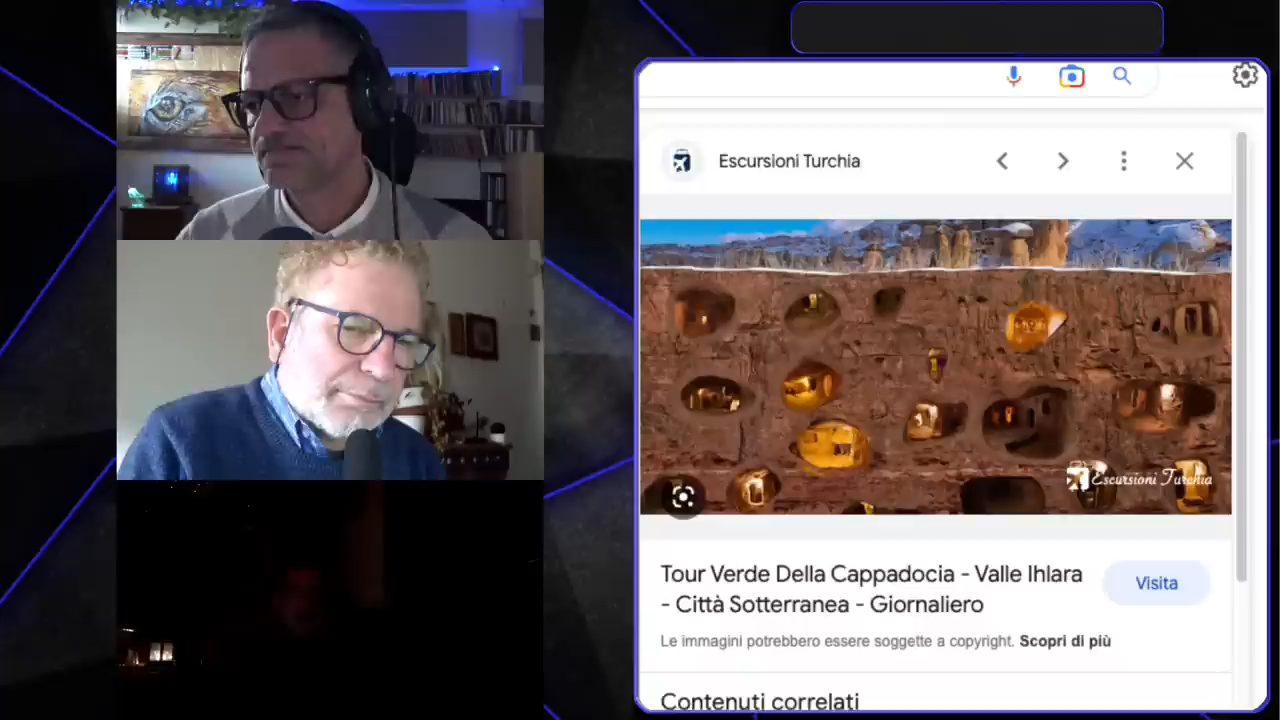 Escursioni Turchia
Escursioni Turchia
Tour Verde Della Cappadocia - Valle Ihlara
- Città Sotterranea - Giornaliero
Visita
Le immagini potrebbero essere soggette a copyright. Scopri di più
Contenuti correlati